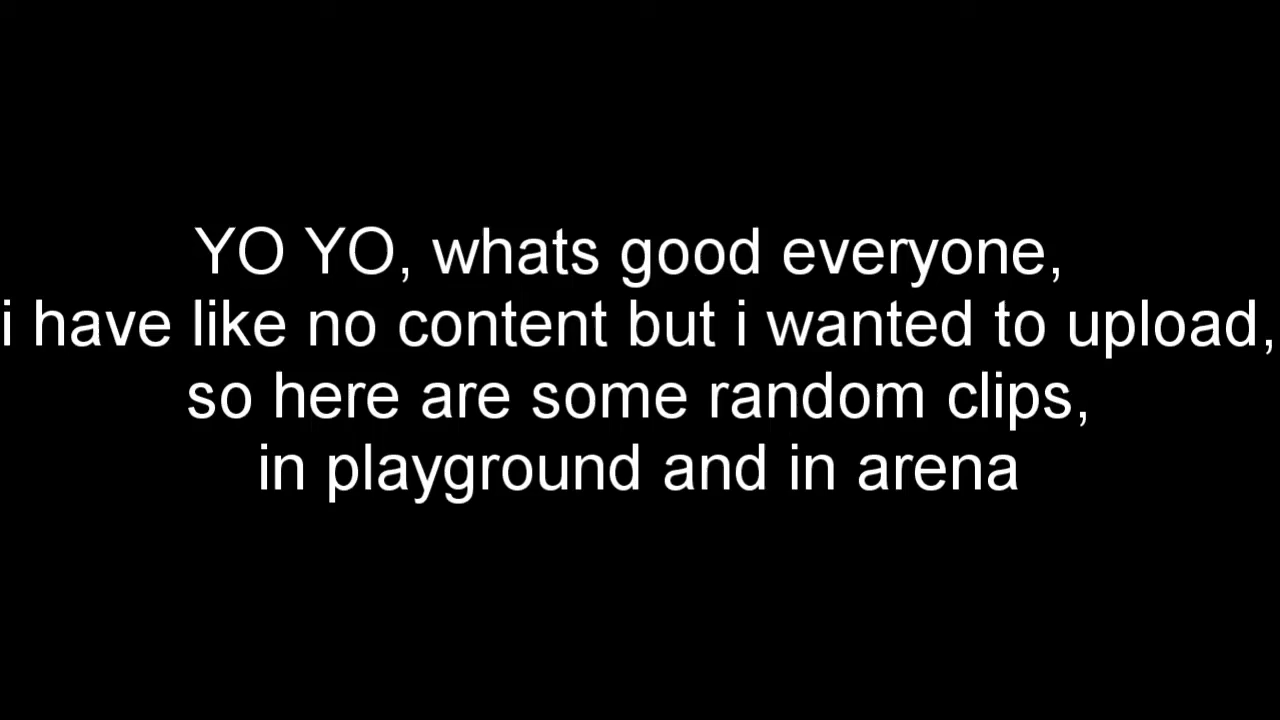 YO YO, whats good everyone,
i have like no content but i wanted to upload,
so here are some random clips,
in playground and in arena